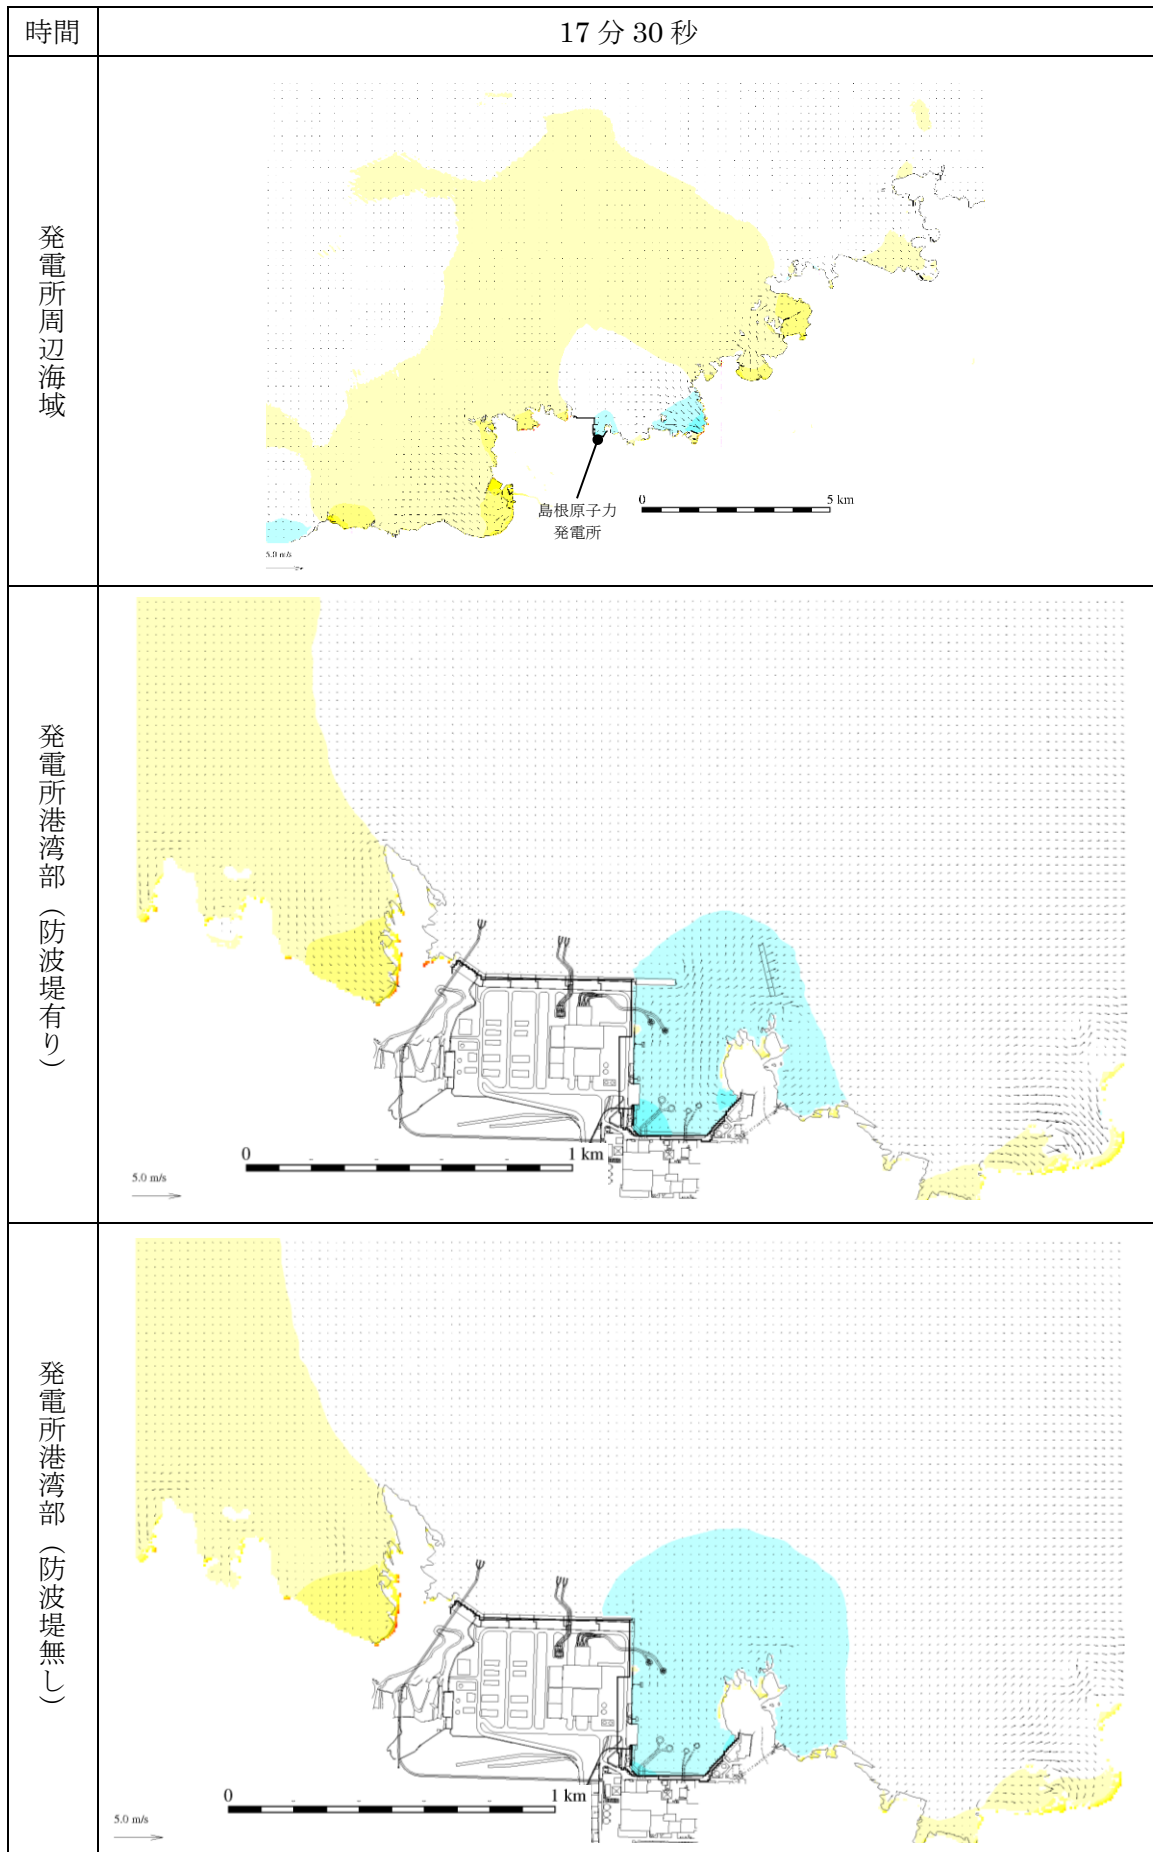 時間
17分30秒
発電所周辺海域
島根原子力
発電所
0
5 km
5.0 m/s
発電所港湾部（防波堤有り）
0
1 km
5.0 m/s
発電所港湾部（防波堤無し）
0
1 km
5.0 m/s